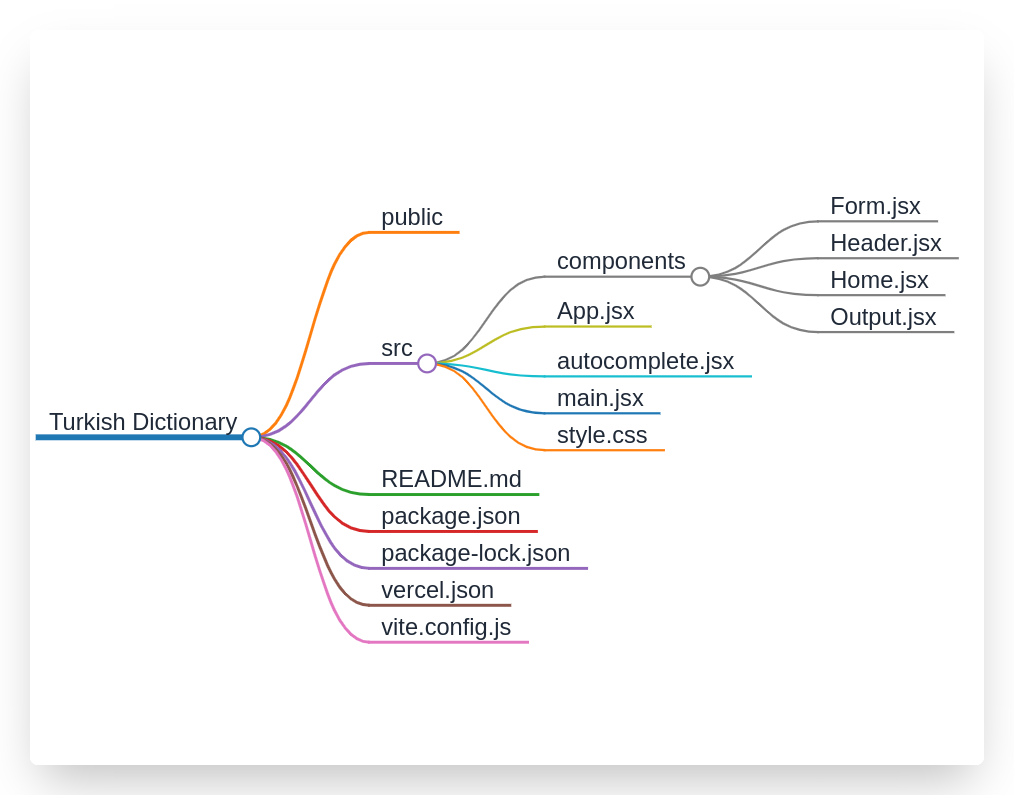 Turkish Dictionary
public
src
components
Form.jsx
Header.jsx
Home.jsx
Output.jsx
App.jsx
autocomplete.jsx
main.jsx
style.css
README.md
package.json
package-lock.json
vercel.json
vite.config.js